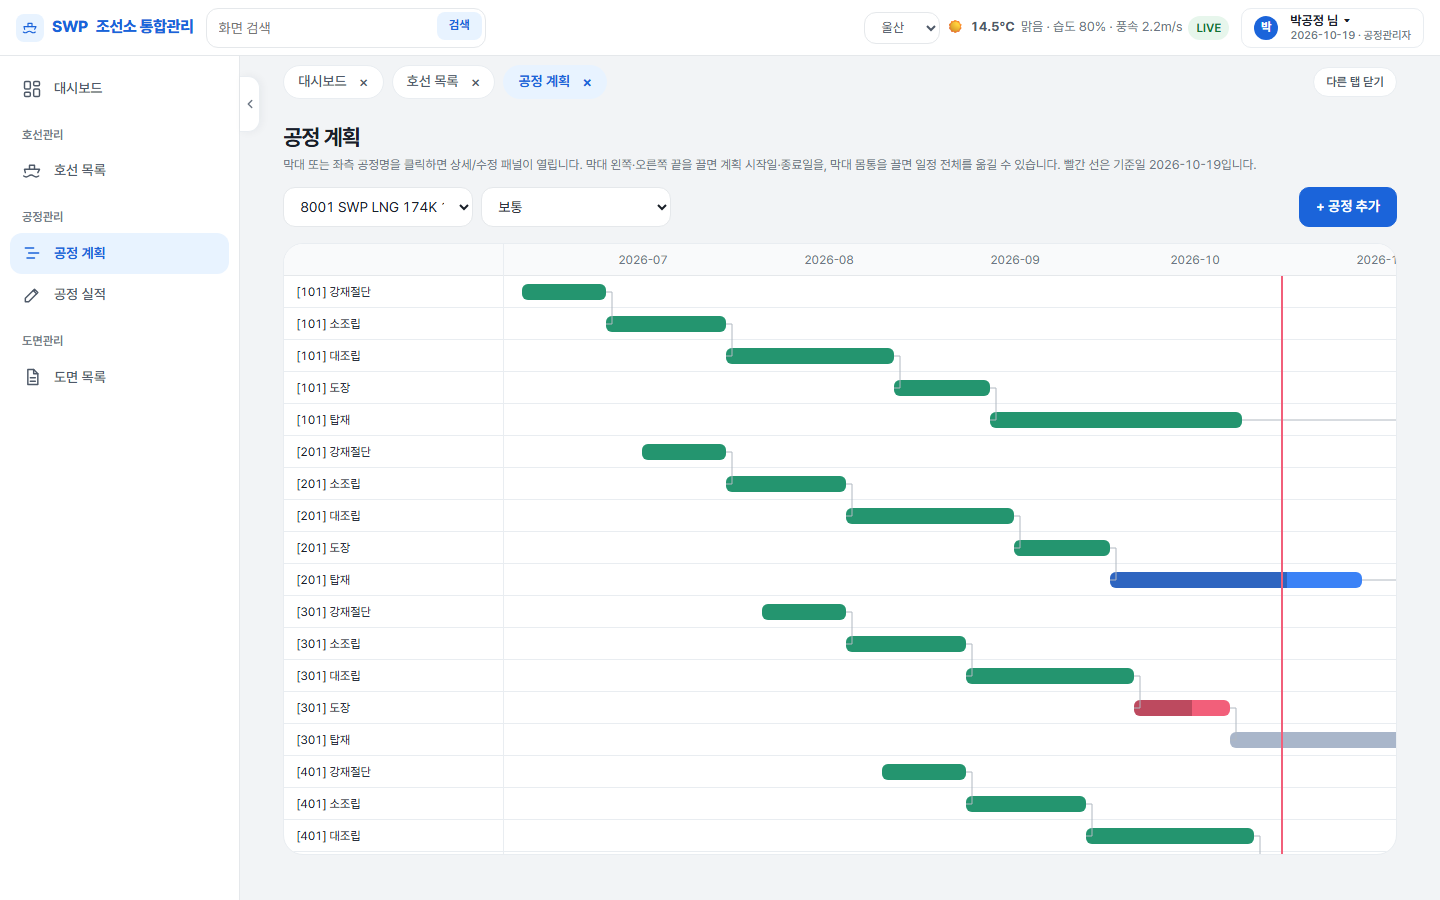 SWP 조선소 통합관리
화면 검색
검색
울산
14.5°C 맑음 · 습도 80% · 풍속 2.2m/s
LIVE
박
박공정 님
2026-10-19 · 공정관리자
대시보드
호선관리
호선 목록
공정관리
공정 계획
공정 실적
도면관리
도면 목록
대시보드 ×
호선 목록 ×
공정 계획 ×
다른 탭 닫기
공정 계획
막대 또는 좌측 공정명을 클릭하면 상세/수정 패널이 열립니다. 막대 왼쪽·오른쪽 끝을 끌면 계획 시작일·종료일을, 막대 몸통을 끌면 일정 전체를 옮길 수 있습니다. 빨간 선은 기준일 2026-10-19입니다.
8001 SWP LNG 174K
보통
+ 공정 추가
2026-07
2026-08
2026-09
2026-10
2026-1
[101] 강재절단
[101] 소조립
[101] 대조립
[101] 도장
[101] 탑재
[201] 강재절단
[201] 소조립
[201] 대조립
[201] 도장
[201] 탑재
[301] 강재절단
[301] 소조립
[301] 대조립
[301] 도장
[301] 탑재
[401] 강재절단
[401] 소조립
[401] 대조립